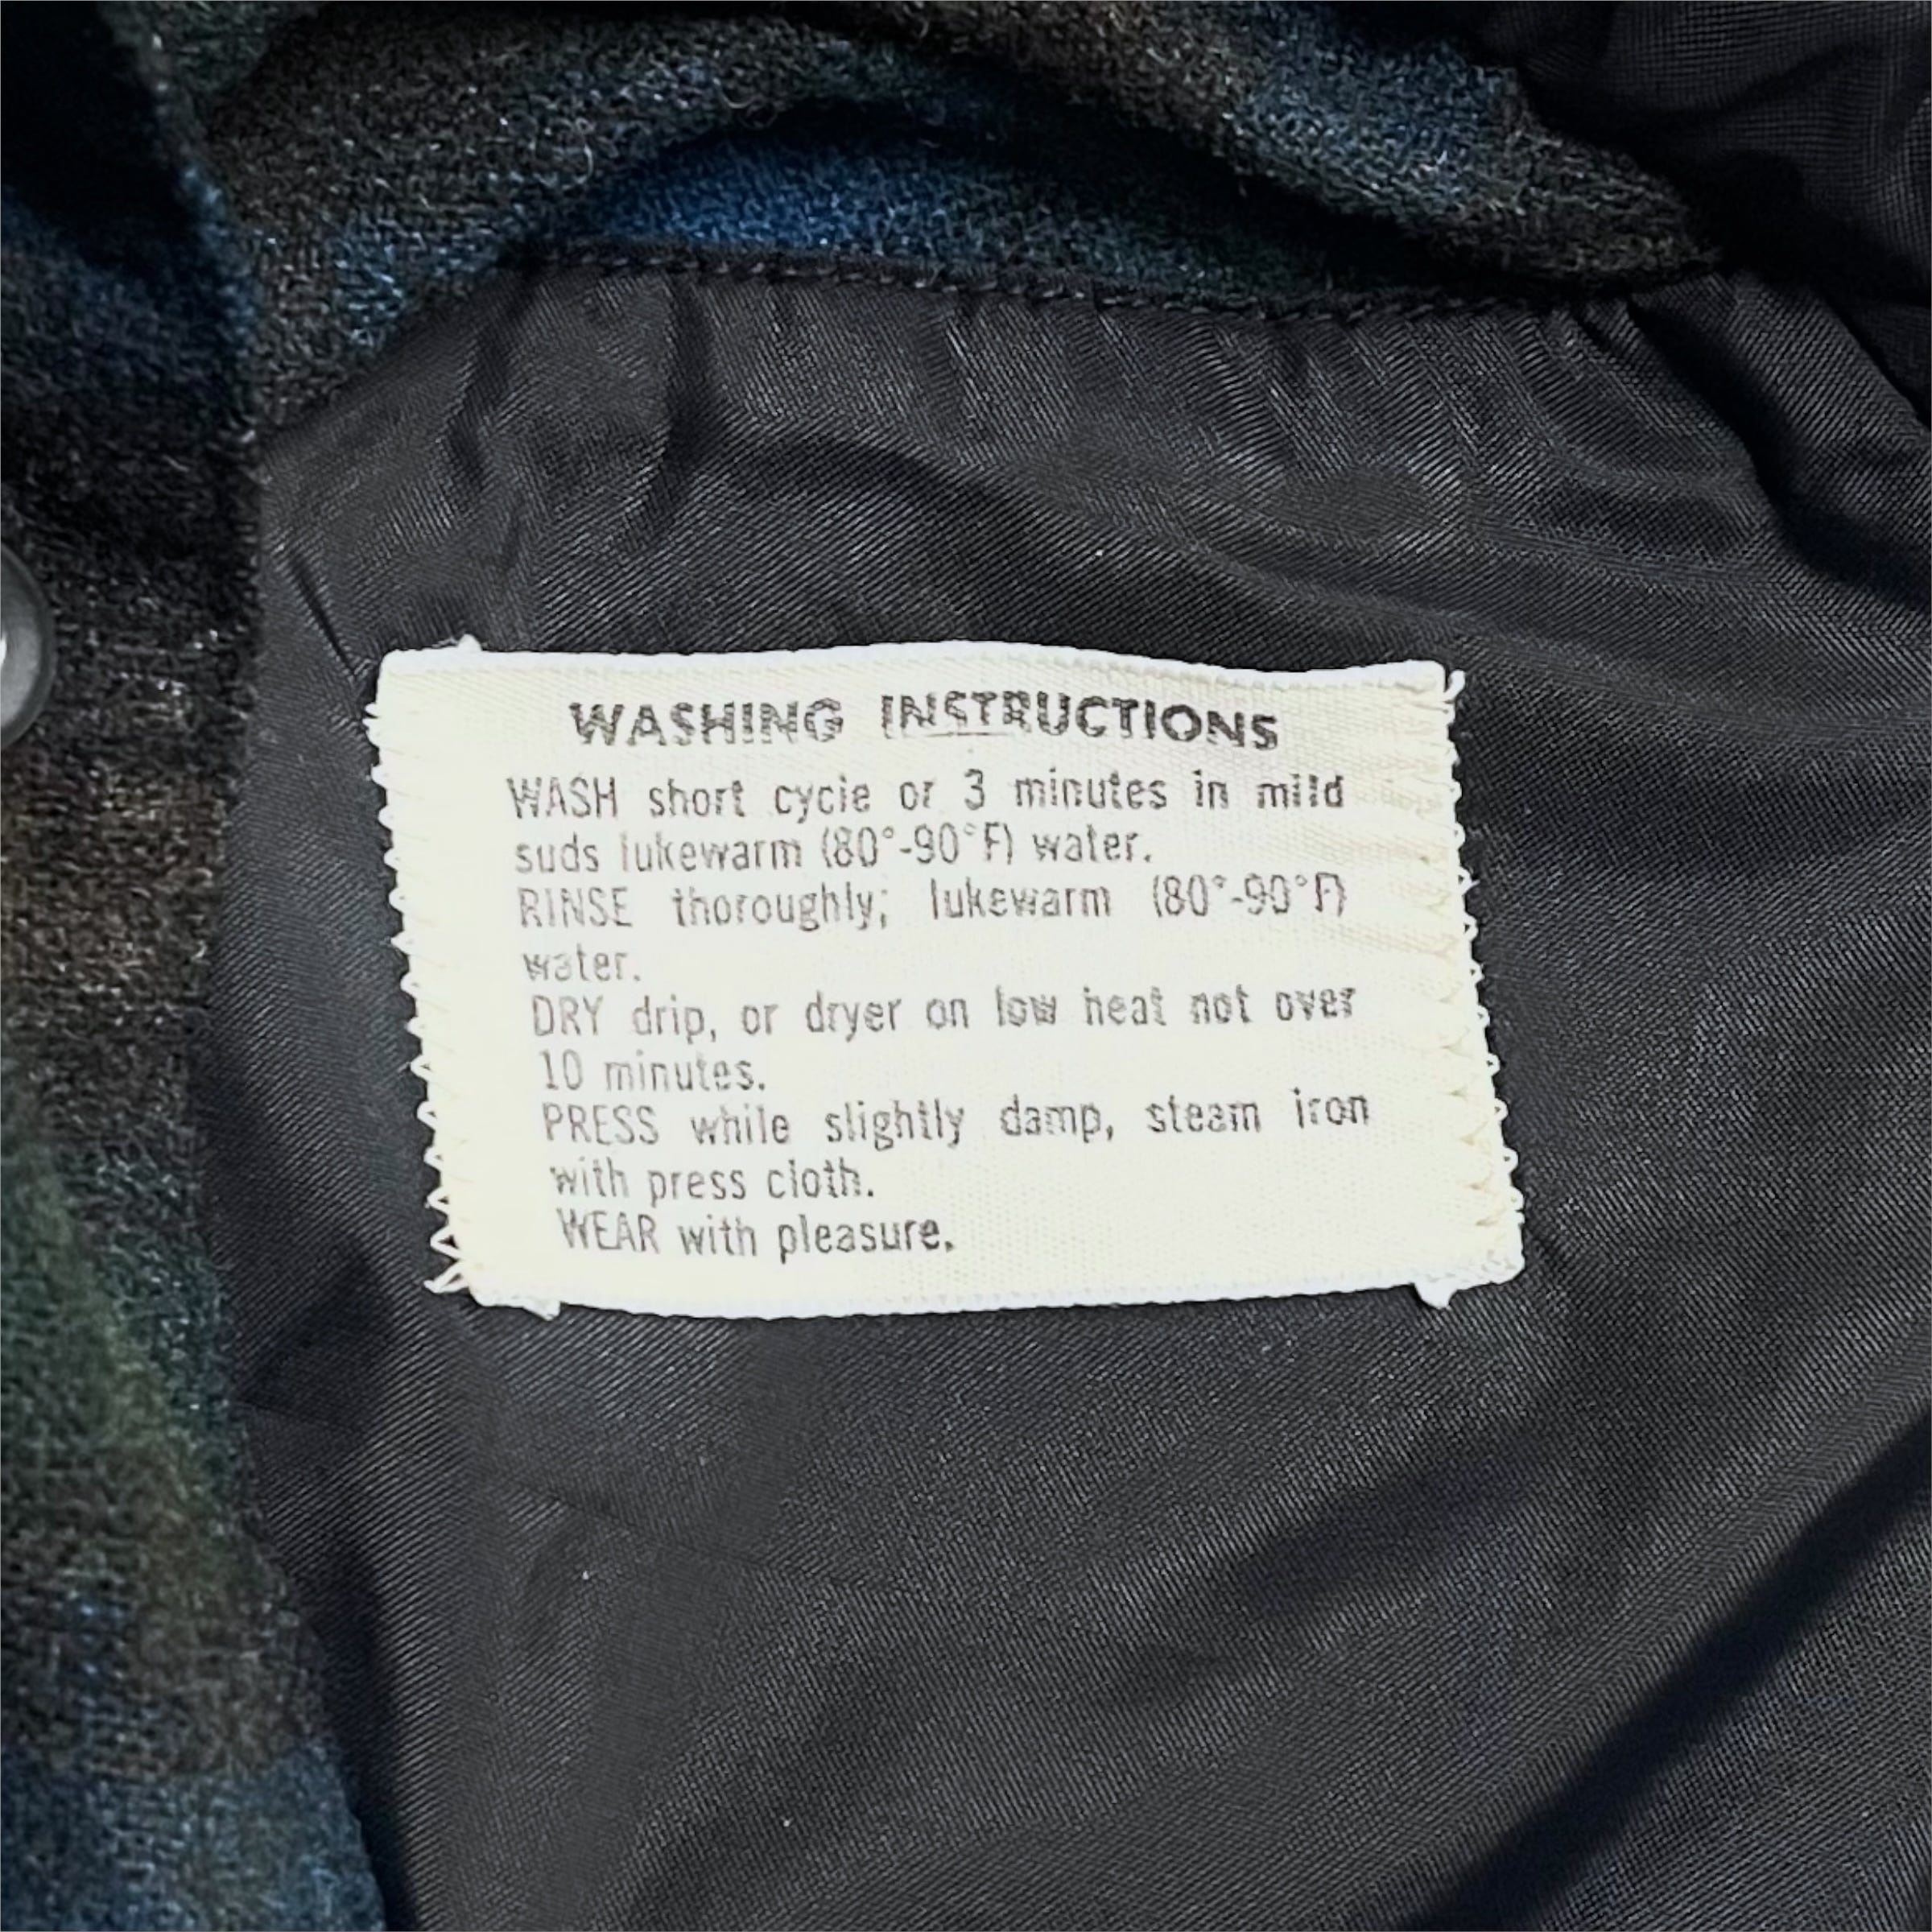 WASHING INSTRUCTIONS
WASH short cycle or 3 minutes in mild
suds lukewarm (80°-90°F) water.
RINSE thoroughly; lukewarm (80°-90°F)
water.
DRY drip, or dryer on low heat not over
10 minutes.
PRESS while slightly damp, steam iron
with press cloth.
WEAR with pleasure.